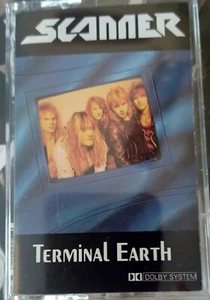 SCANNER
TERMINAL EARTH
DOLBY SYSTEM